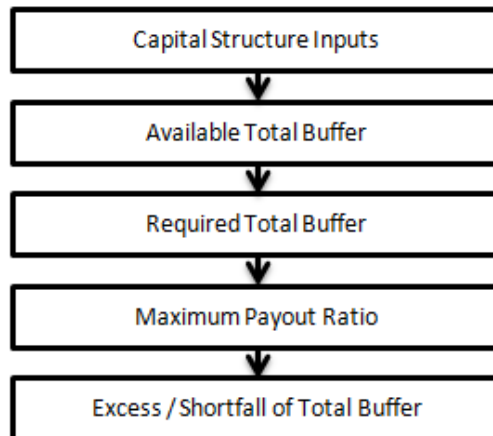 Capital Structure Inputs
Available Total Buffer
Required Total Buffer
Maximum Payout Ratio
Excess / Shortfall of Total Buffer